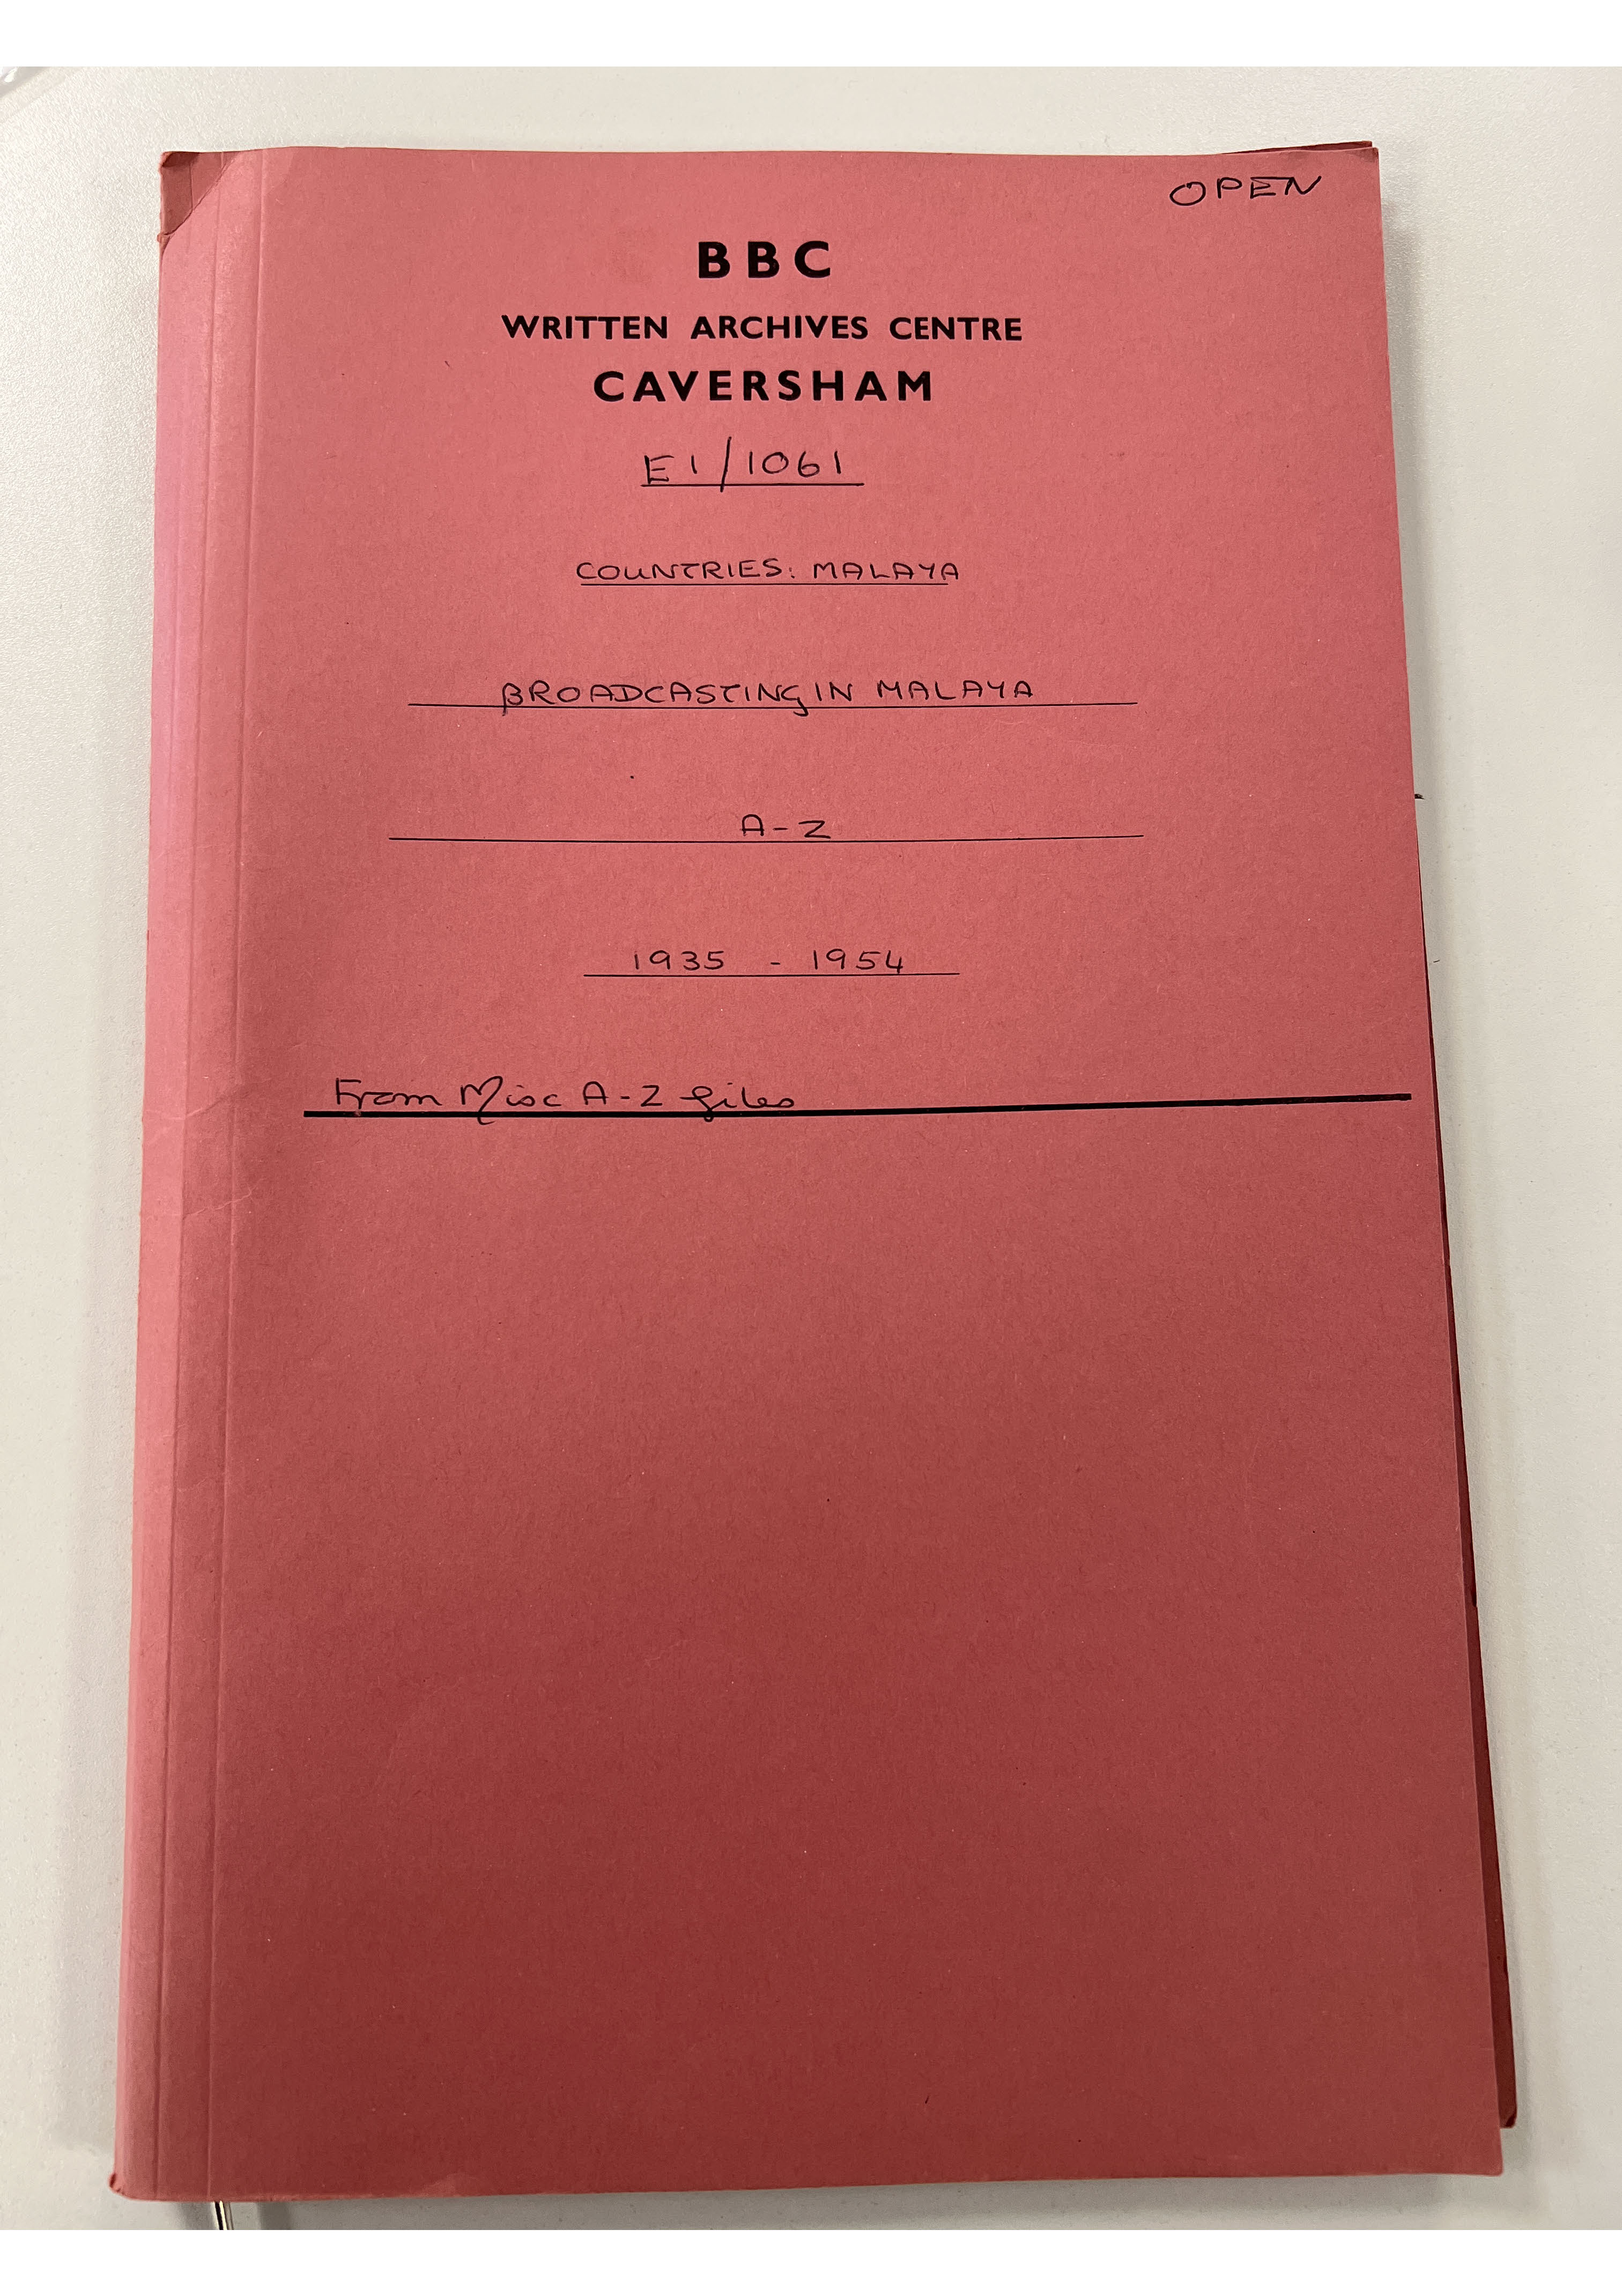 OPEN
BBC
WRITTEN ARCHIVES CENTRE
CAVERSHAM
E1/1061
COUNTRIES: MALAYA
BROADCASTING IN MALAYA
A-Z
1935 - 1954
From Misc A-Z files